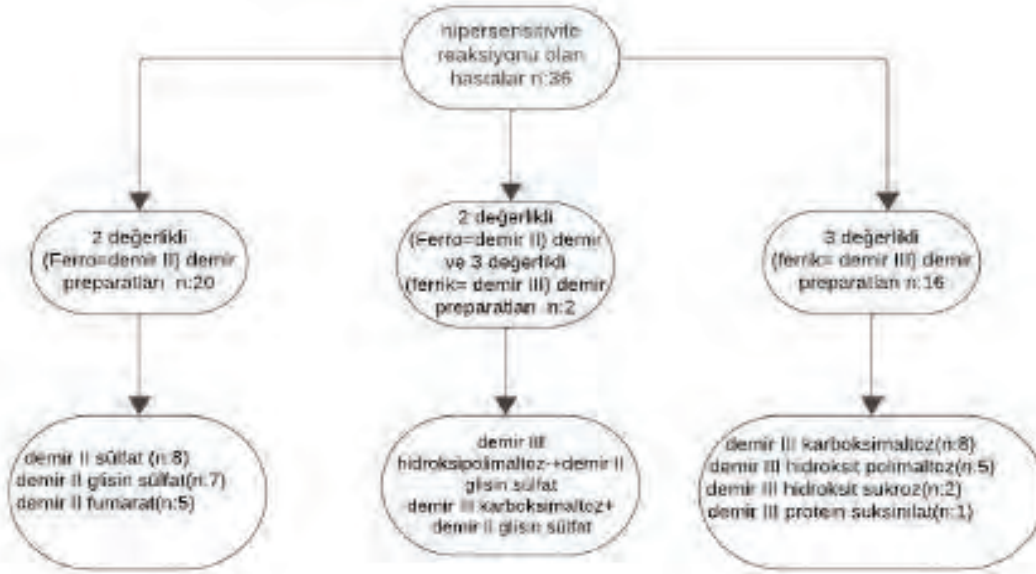 hipersensitivite
reaksiyonu olan
hastalar n:36
2 değerlikli
(Ferro=demir II) demir
preparatları n:20
2 değerlikli
(Ferro=demir II) demir
ve 3 değerlikli
(ferrik= demir III) demir
preparatları n:2
3 değerlikli
(ferrik= demir III) demir
preparatları n:16
demir II sülfat (n:8)
demir II glisin sülfat(n:7)
demir II fumarat(n:5)
demir III
hidroksipolimaltoz-+demir II
glisin sülfat
demir III karboksimaltoz+
demir II glisin sülfat
demir III karboksimaltoz(n:8)
demir III hidroksit polimaltoz(n:5)
demir III hidroksit sukroz(n:2)
demir III protein suksinilat(n:1)